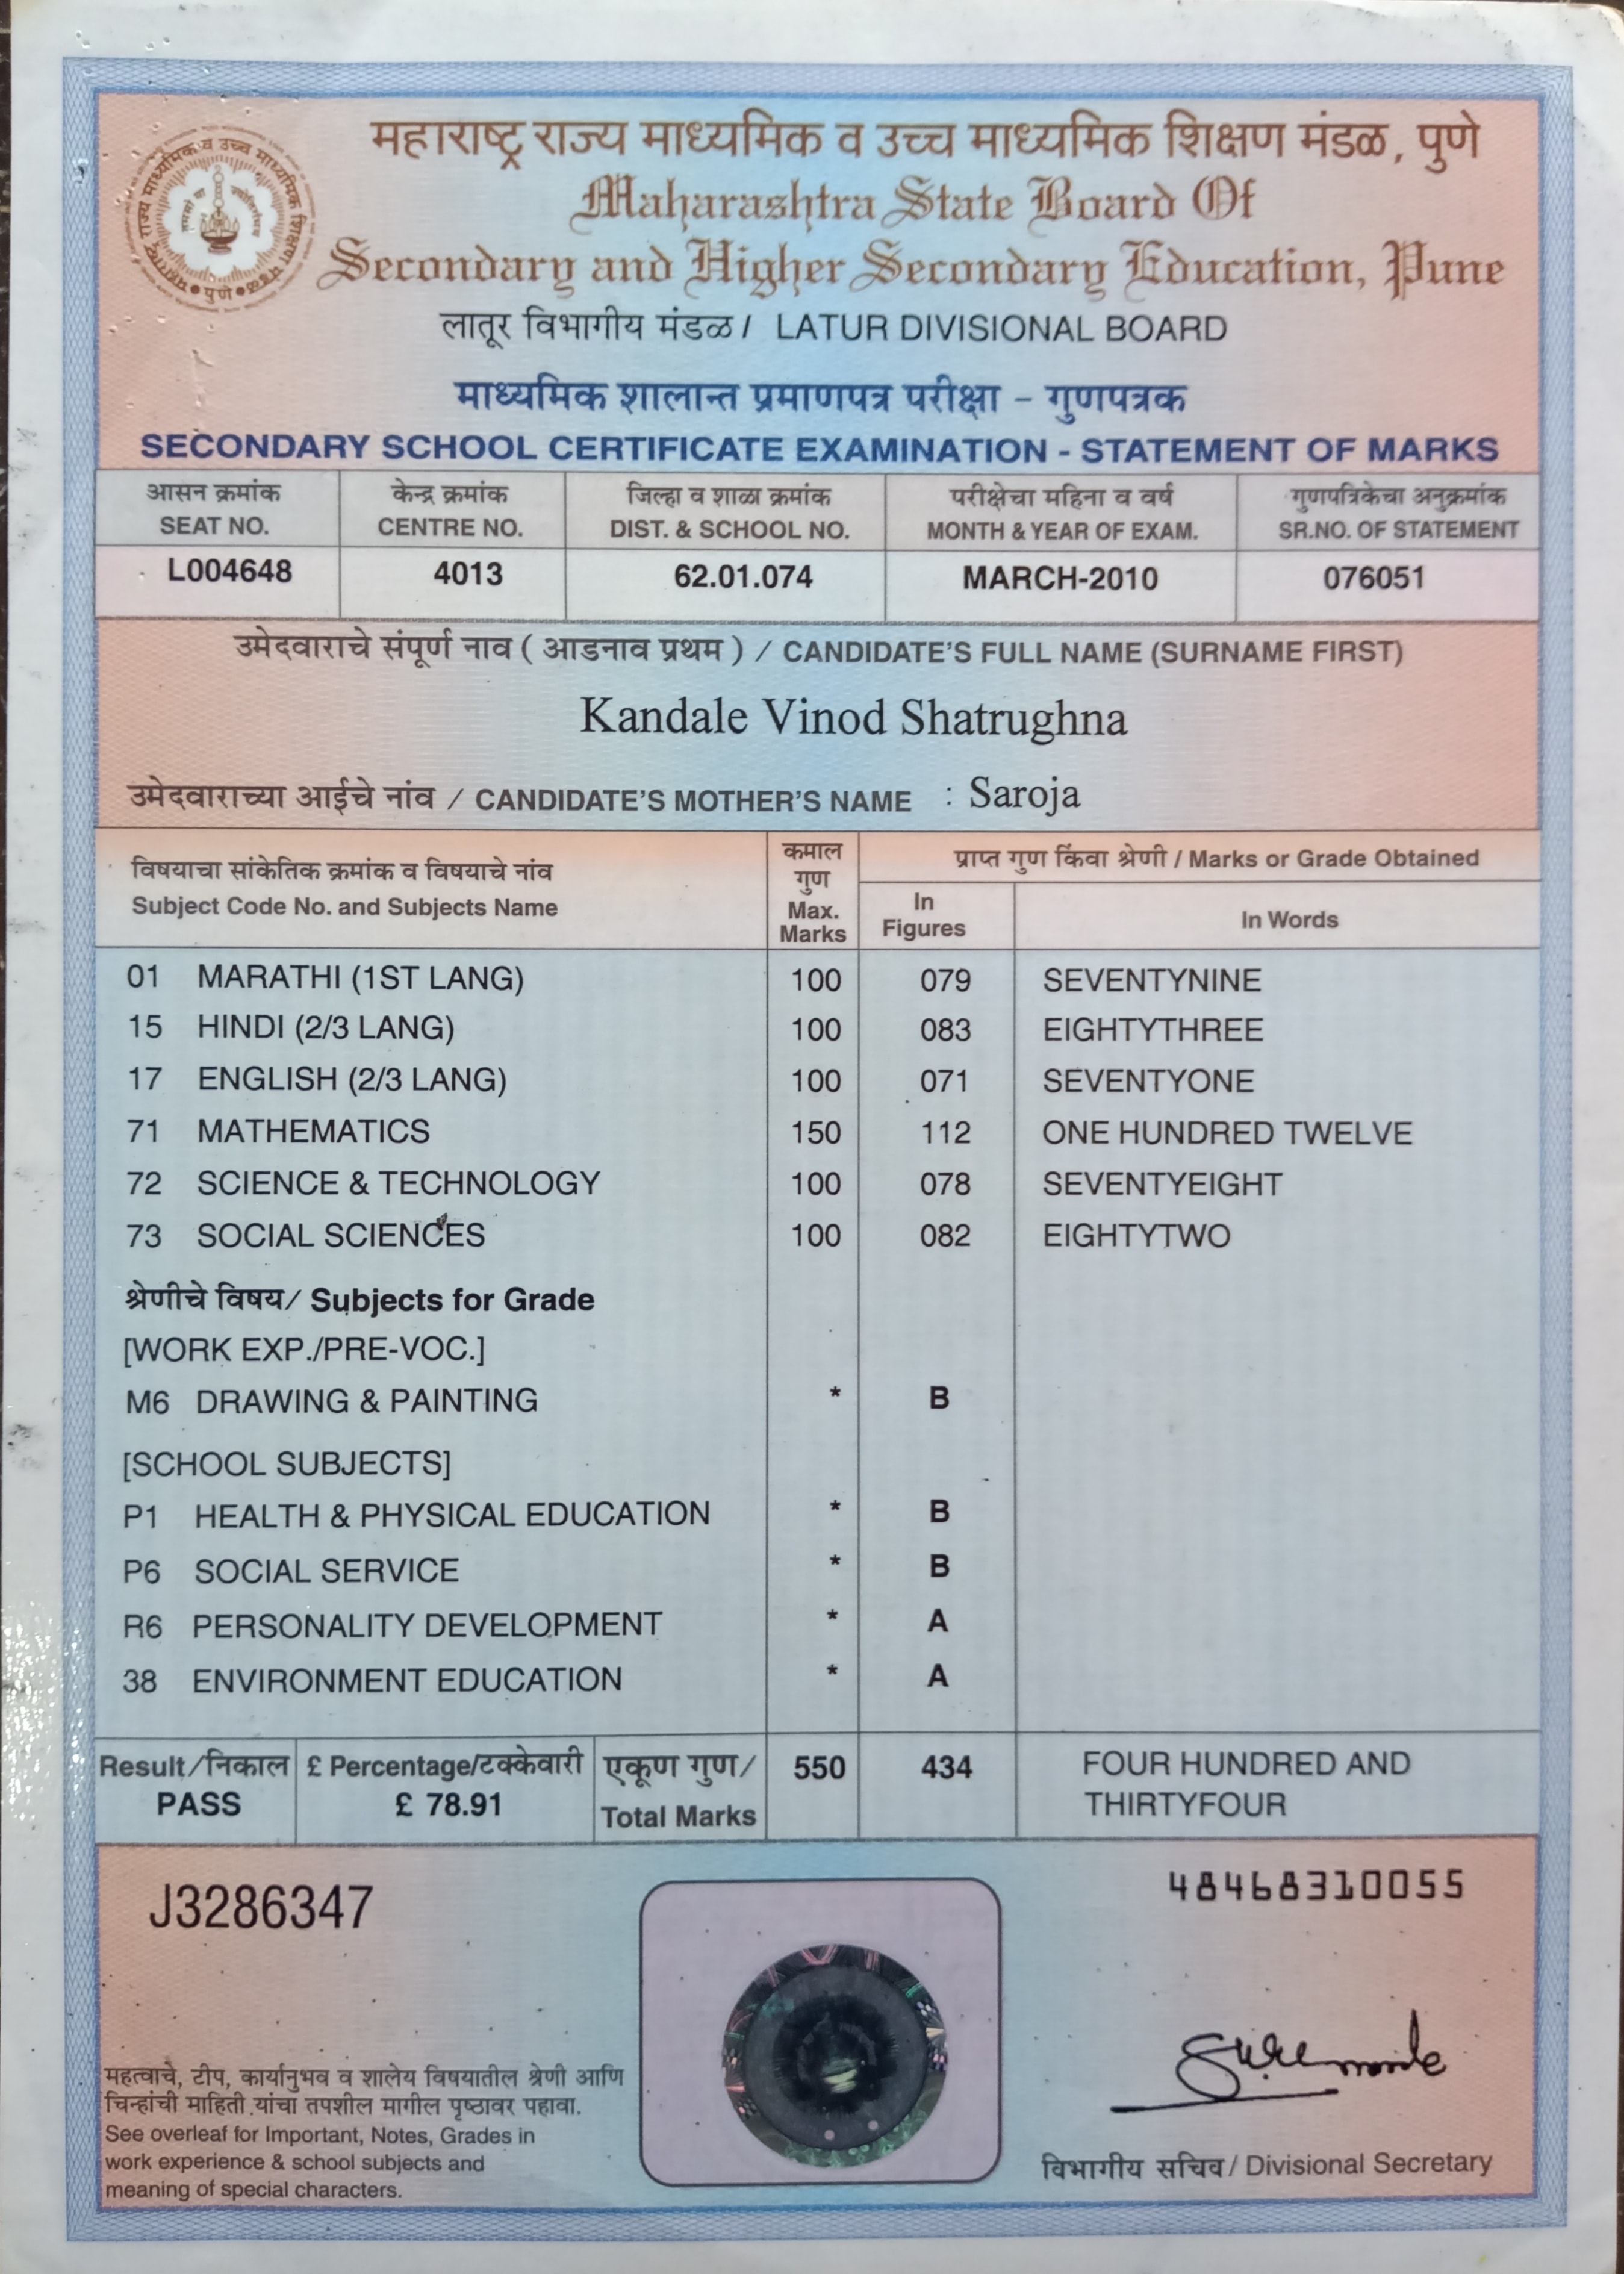 महाराष्ट्र राज्य माध्यमिक व उच्च माध्यमिक शिक्षण मंडळ, पुणे
Maharashtra State Board Of
Secondary and Higher Secondary Education, Pune
लातूर विभागीय मंडळ / LATUR DIVISIONAL BOARD
माध्यमिक शालान्त प्रमाणपत्र परीक्षा - गुणपत्रक
SECONDARY SCHOOL CERTIFICATE EXAMINATION - STATEMENT OF MARKS
आसन क्रमांक केन्द्र क्रमांक जिल्हा व शाळा क्रमांक परीक्षेचा महिना व वर्ष गुणपत्रिकेचा अनुक्रमांक
SEAT NO. CENTRE NO. DIST. & SCHOOL NO. MONTH & YEAR OF EXAM. SR.NO. OF STATEMENT
L004648 4013 62.01.074 MARCH-2010 076051
उमेदवाराचे संपूर्ण नाव ( आडनाव प्रथम ) / CANDIDATE'S FULL NAME (SURNAME FIRST)
Kandale Vinod Shatrughna
उमेदवाराच्या आईचे नांव / CANDIDATE'S MOTHER'S NAME : Saroja
विषयाचा सांकेतिक क्रमांक व विषयाचे नांव
Subject Code No. and Subjects Name
कमाल
गुण
Max.
Marks
प्राप्त गुण किंवा श्रेणी / Marks or Grade Obtained
In
Figures
In Words
01 MARATHI (1ST LANG) 100 079 SEVENTYNINE
15 HINDI (2/3 LANG) 100 083 EIGHTYTHREE
17 ENGLISH (2/3 LANG) 100 071 SEVENTYONE
71 MATHEMATICS 150 112 ONE HUNDRED TWELVE
72 SCIENCE & TECHNOLOGY 100 078 SEVENTYEIGHT
73 SOCIAL SCIENCES 100 082 EIGHTYTWO
श्रेणीचे विषय/ Subjects for Grade
[WORK EXP./PRE-VOC.]
M6 DRAWING & PAINTING * B
[SCHOOL SUBJECTS]
P1 HEALTH & PHYSICAL EDUCATION * B
P6 SOCIAL SERVICE * B
R6 PERSONALITY DEVELOPMENT * A
38 ENVIRONMENT EDUCATION * A
Result/निकाल £ Percentage/टक्केवारी एकूण गुण/ 550 434 FOUR HUNDRED AND
PASS £ 78.91 Total Marks THIRTYFOUR
J3286347
48468310055
महत्वाचे, टीप, कार्यानुभव व शालेय विषयातील श्रेणी आणि
चिन्हांची माहिती यांचा तपशील मागील पृष्ठावर पहावा.
See overleaf for Important, Notes, Grades in
work experience & school subjects and
meaning of special characters.
विभागीय सचिव / Divisional Secretary